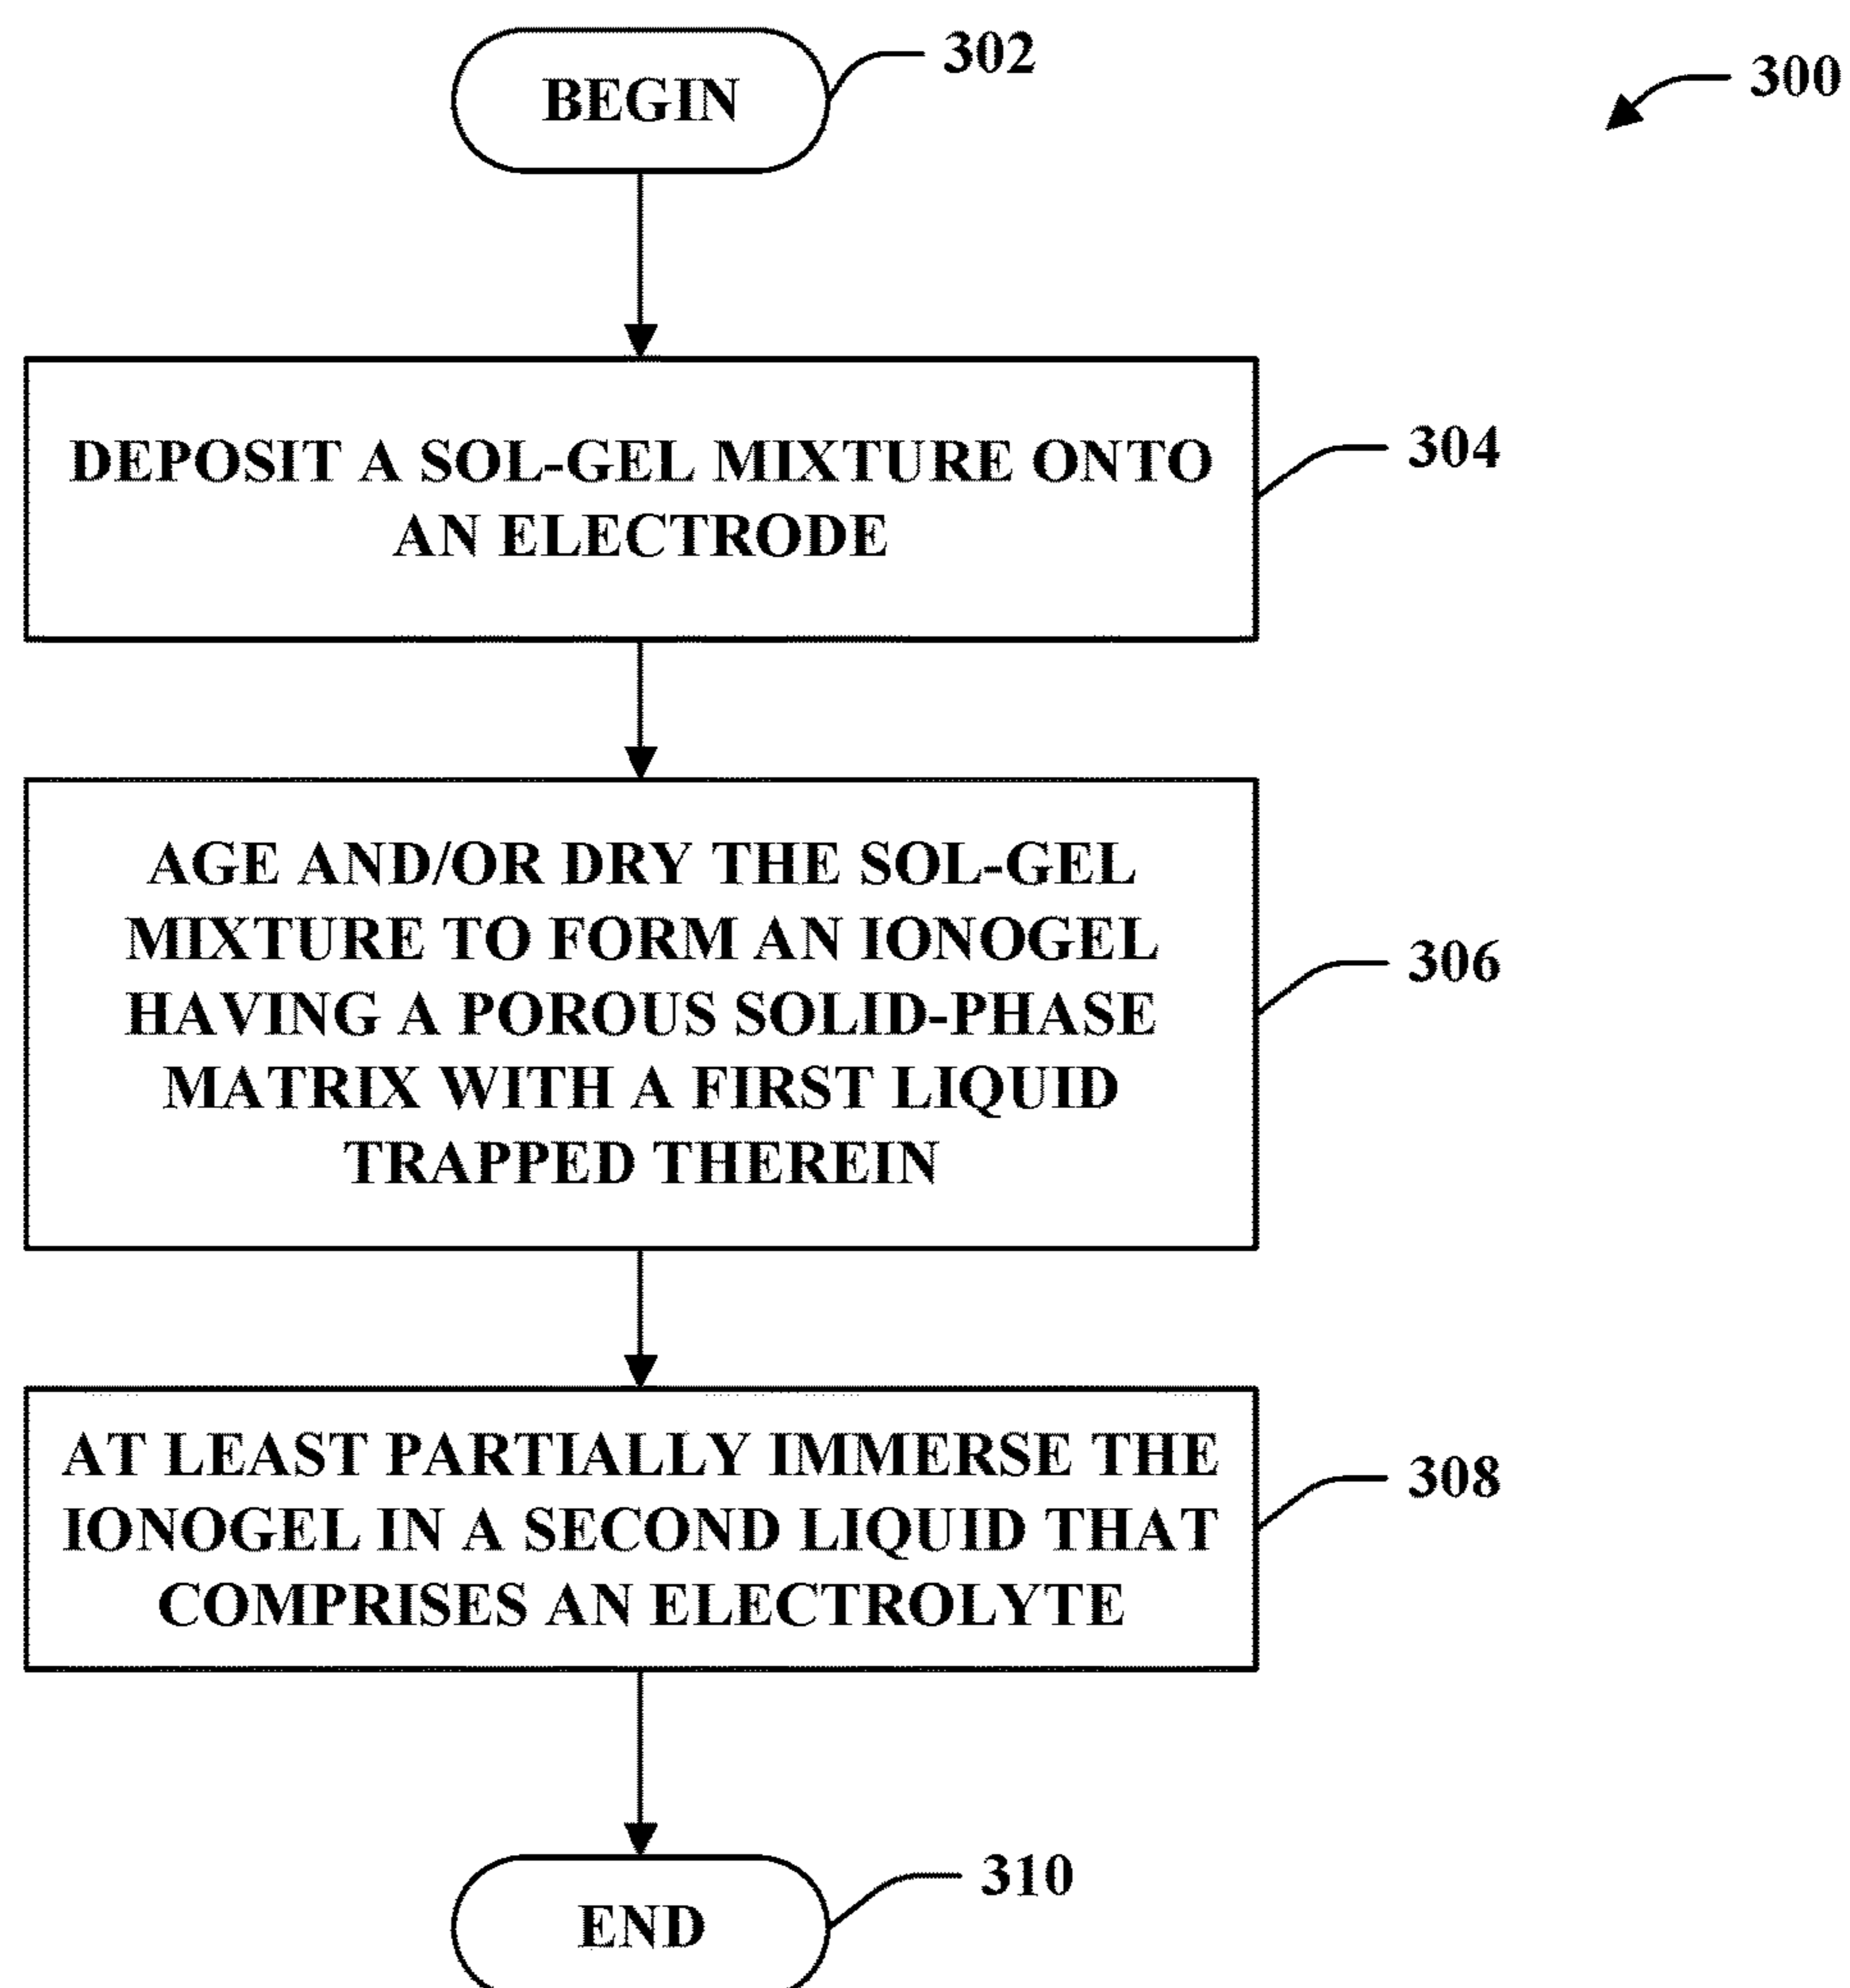 BEGIN
302
300
DEPOSIT A SOL-GEL MIXTURE ONTO
AN ELECTRODE
304
AGE AND/OR DRY THE SOL-GEL
MIXTURE TO FORM AN IONOGEL
HAVING A POROUS SOLID-PHASE
MATRIX WITH A FIRST LIQUID
TRAPPED THEREIN
306
AT LEAST PARTIALLY IMMERSE THE
IONOGEL IN A SECOND LIQUID THAT
COMPRISES AN ELECTROLYTE
308
END
310